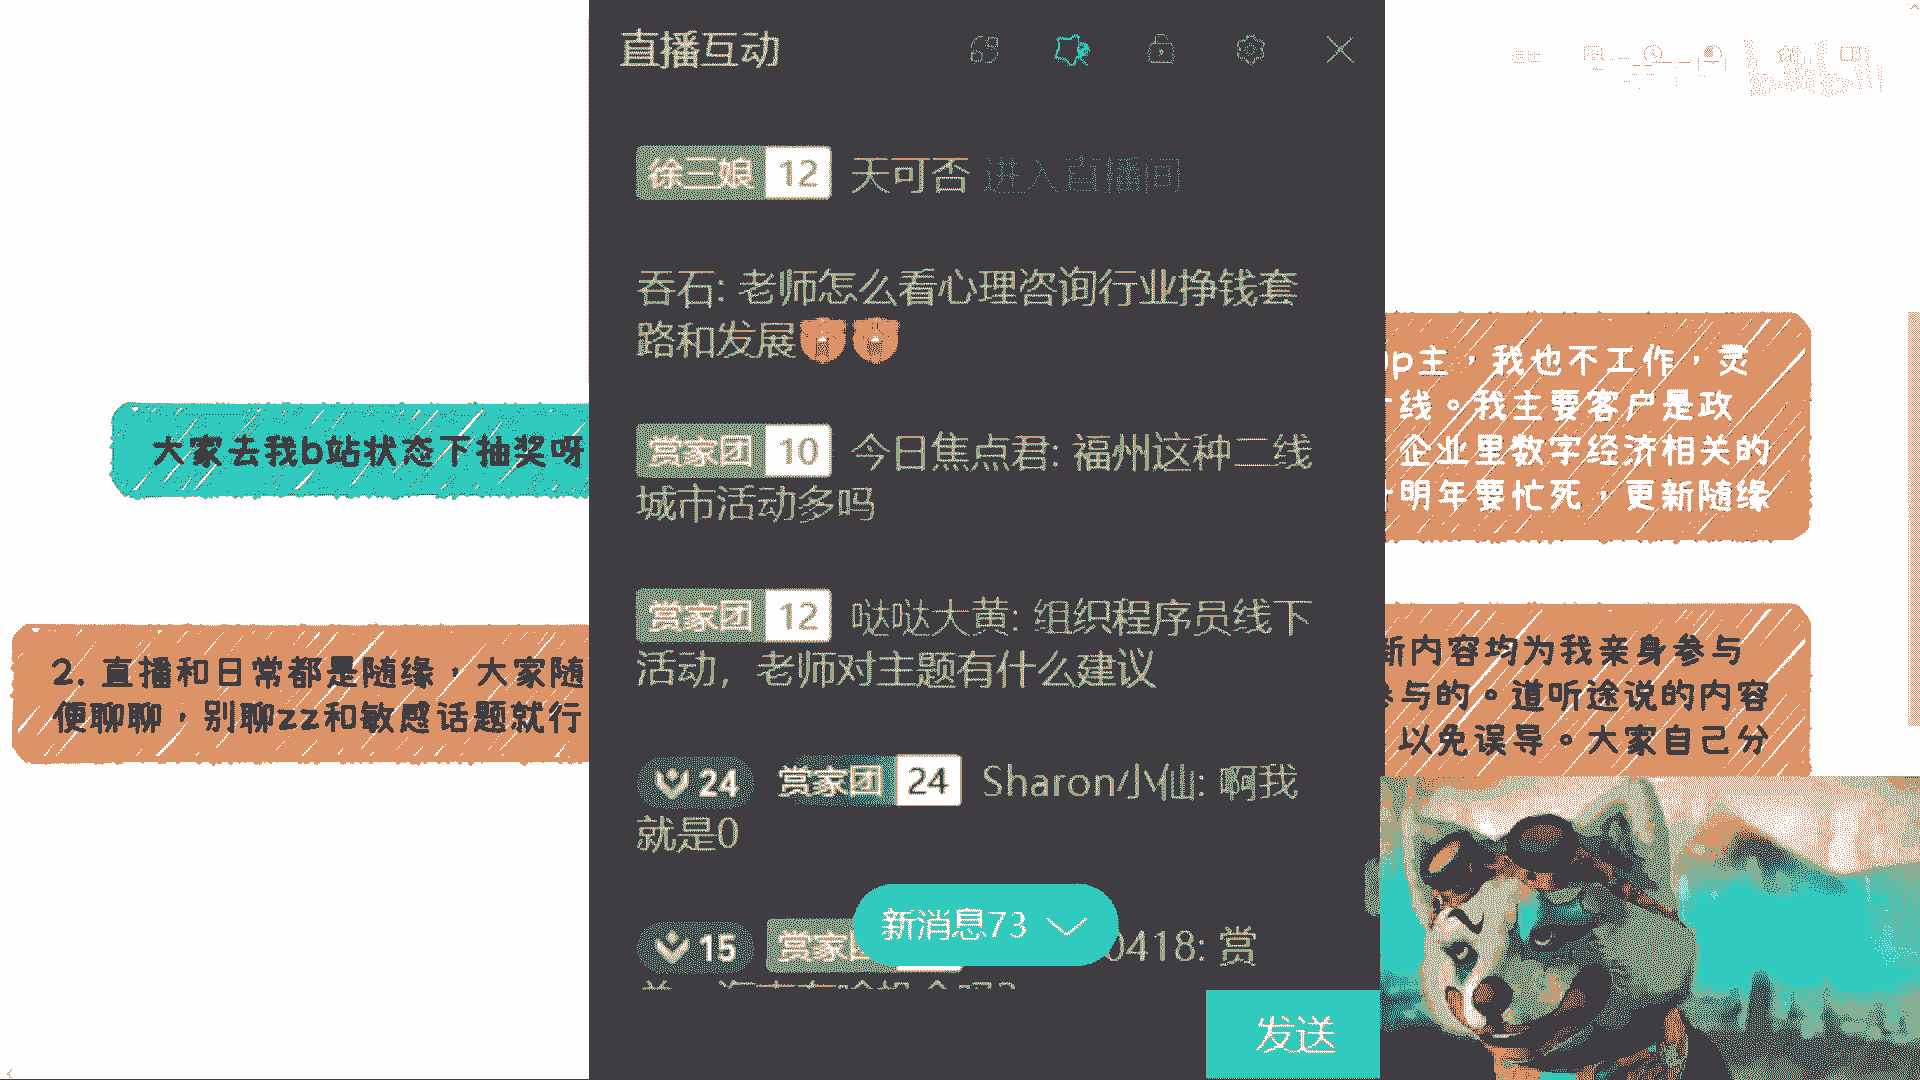 直播互动
徐三娘 12 天可否 进入直播间
吞石: 老师怎么看心理咨询行业挣钱套
路和发展
赏家团 10 今日焦点君: 福州这种二线
城市活动多吗
赏家团 12 哒哒大黄: 组织程序员线下
活动，老师对主题有什么建议
24 赏家团 24 Sharon小仙: 啊我
就是0
15 赏家 0418: 赏
新消息73
发送
大家去我b站状态下抽奖呀
2. 直播和日常都是随缘，大家随
便聊聊，别聊zz和敏感话题就行
p主，我也不工作，灵
线。我主要客户是政
企业里数字经济相关的
明年要忙死，更新随缘
新内容均为我亲身参与
参与的。道听途说的内容
以免误导。大家自己分
bilibili